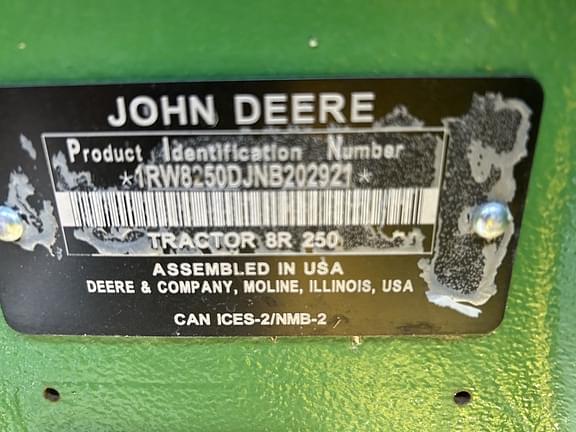 JOHN DEERE
Product Identification Number
*1RW8250DJNB202921*
TRACTOR 8R 250
ASSEMBLED IN USA
DEERE & COMPANY, MOLINE, ILLINOIS, USA
CAN ICES-2/NMB-2